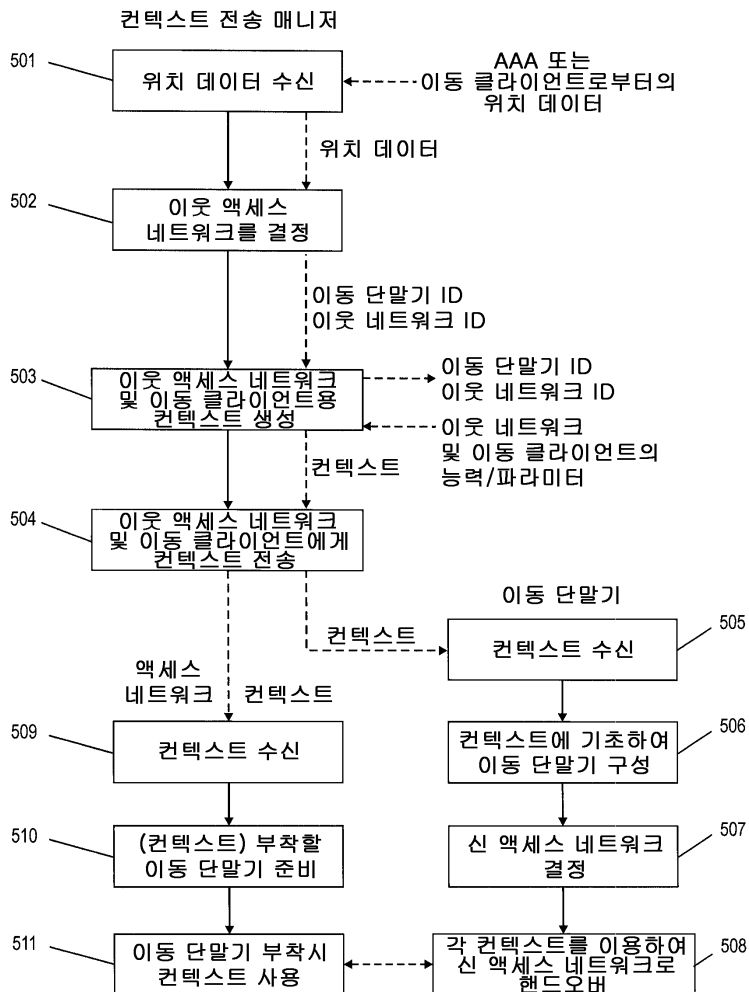 컨텍스트 전송 매니저
501
위치 데이터 수신
AAA 또는
이동 클라이언트로부터의
위치 데이터
위치 데이터
502
이웃 액세스
네트워크를 결정
이동 단말기 ID
이웃 네트워크 ID
503
이웃 액세스 네트워크
및 이동 클라이언트용
컨텍스트 생성
이동 단말기 ID
이웃 네트워크 ID
이웃 네트워크
및 이동 클라이언트의
능력/파라미터
컨텍스트
504
이웃 액세스 네트워크
및 이동 클라이언트에게
컨텍스트 전송
이동 단말기
컨텍스트
505
컨텍스트 수신
액세스
네트워크
컨텍스트
509
컨텍스트 수신
506
컨텍스트에 기초하여
이동 단말기 구성
510
(컨텍스트) 부착할
이동 단말기 준비
507
신 액세스 네트워크
결정
511
이동 단말기 부착시
컨텍스트 사용
508
각 컨텍스트를 이용하여
신 액세스 네트워크로
핸드오버